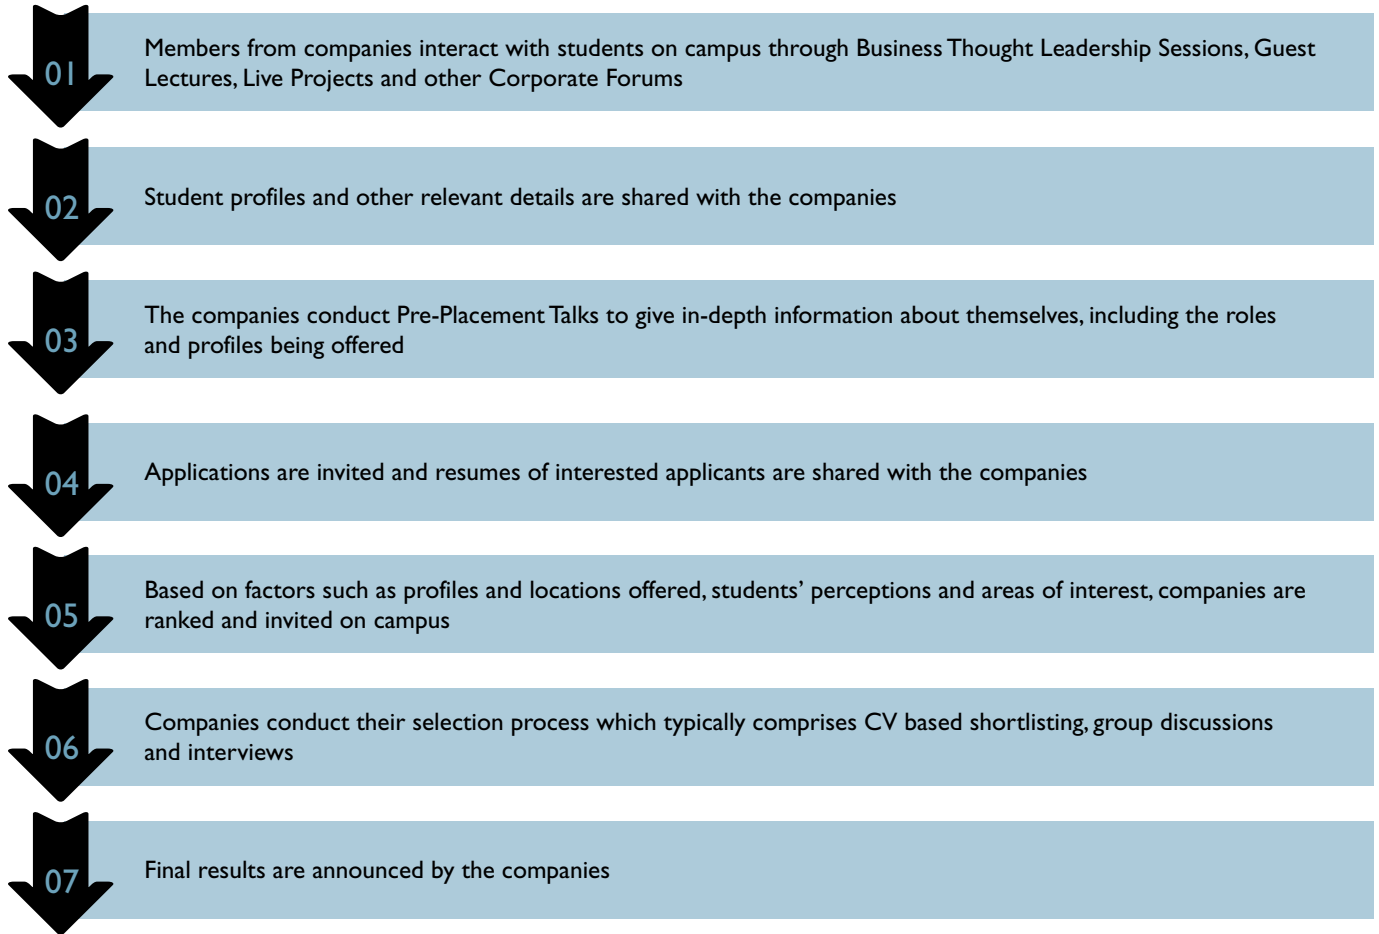 01
Members from companies interact with students on campus through Business Thought Leadership Sessions, Guest
Lectures, Live Projects and other Corporate Forums
02
Student profiles and other relevant details are shared with the companies
03
The companies conduct Pre-Placement Talks to give in-depth information about themselves, including the roles
and profiles being offered
04
Applications are invited and resumes of interested applicants are shared with the companies
05
Based on factors such as profiles and locations offered, students’ perceptions and areas of interest, companies are
ranked and invited on campus
06
Companies conduct their selection process which typically comprises CV based shortlisting, group discussions
and interviews
07
Final results are announced by the companies